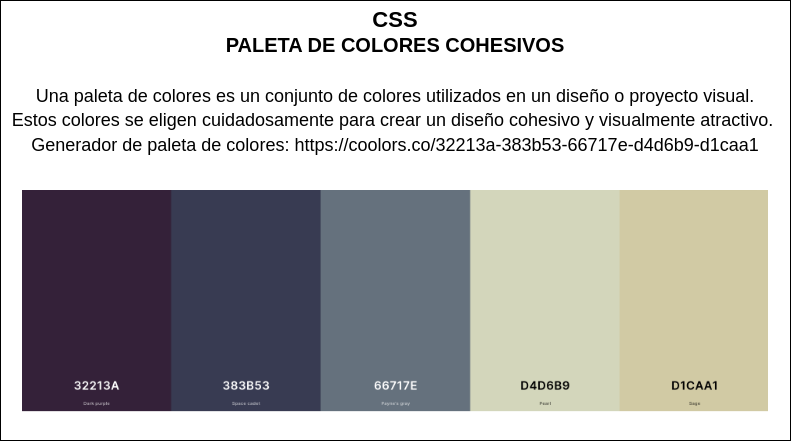 CSS
PALETA DE COLORES COHESIVOS
Una paleta de colores es un conjunto de colores utilizados en un diseño o proyecto visual.
Estos colores se eligen cuidadosamente para crear un diseño cohesivo y visualmente atractivo.
Generador de paleta de colores: https://coolors.co/32213a-383b53-66717e-d4d6b9-d1caa1
32213A 383B53 66717E D4D6B9 D1CAA1
Dark purple Space cadet Payne's gray Pearl Sage